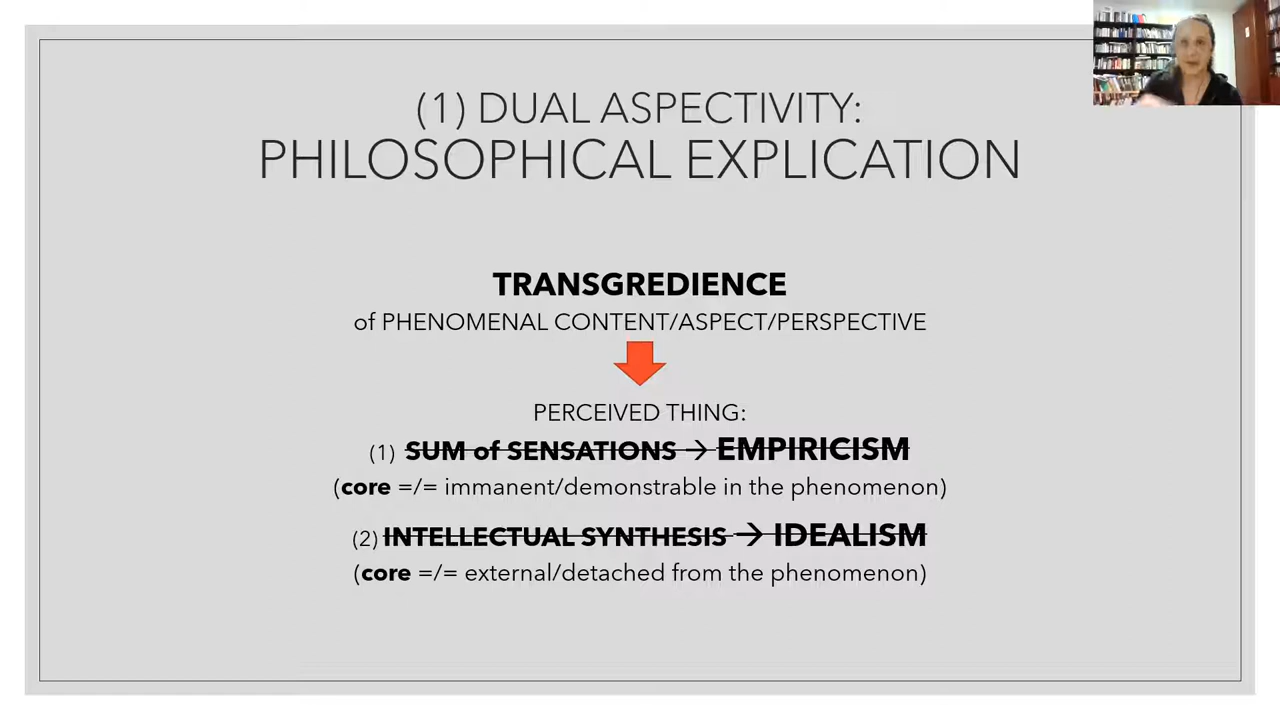 (1) DUAL ASPECTIVITY:
PHILOSOPHICAL EXPLICATION
TRANSGREDIENCE
of PHENOMENAL CONTENT/ASPECT/PERSPECTIVE
PERCEIVED THING:
(1) SUM of SENSATIONS → EMPIRICISM
(core =/= immanent/demonstrable in the phenomenon)
(2) INTELLECTUAL SYNTHESIS → IDEALISM
(core =/= external/detached from the phenomenon)